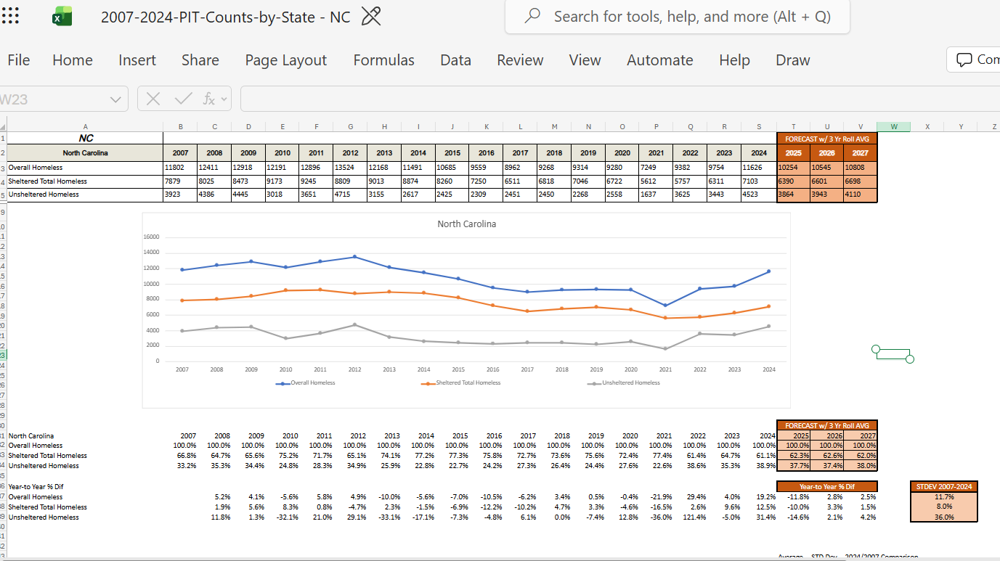 2007-2024-PIT-Counts-by-State - NC
Search for tools, help, and more (Alt + Q)
File Home Insert Share Page Layout Formulas Data Review View Automate Help Draw
W23 fx
A B C D E F G H I J K L M N O P Q R S T U V W X Y Z
1 NC FORECAST w/ 3 Yr Roll AVG
2 North Carolina 2007 2008 2009 2010 2011 2012 2013 2014 2015 2016 2017 2018 2019 2020 2021 2022 2023 2024 2025 2026 2027
3 Overall Homeless 11802 12411 12918 12191 12896 13524 12168 11491 10685 9559 8962 9268 9314 9280 7249 9382 9754 11626 10254 10545 10808
4 Sheltered Total Homeless 7879 8025 8473 9173 9245 8809 9013 8874 8260 7250 6511 6818 7046 6722 5612 5757 6311 7103 6390 6601 6698
5 Unsheltered Homeless 3923 4386 4445 3018 3651 4715 3155 2617 2425 2309 2451 2450 2268 2558 1637 3625 3443 4523 3864 3943 4110
North Carolina
16000
14000
12000
10000
8000
6000
4000
2000
0
2007 2008 2009 2010 2011 2012 2013 2014 2015 2016 2017 2018 2019 2020 2021 2022 2023 2024
Overall Homeless Sheltered Total Homeless Unsheltered Homeless
FORECAST w/ 3 Yr Roll AVG
North Carolina 2007 2008 2009 2010 2011 2012 2013 2014 2015 2016 2017 2018 2019 2020 2021 2022 2023 2024 2025 2026 2027
Overall Homeless 100.0% 100.0% 100.0% 100.0% 100.0% 100.0% 100.0% 100.0% 100.0% 100.0% 100.0% 100.0% 100.0% 100.0% 100.0% 100.0% 100.0% 100.0% 100.0% 100.0% 100.0%
Sheltered Total Homeless 66.8% 64.7% 65.6% 75.2% 71.7% 65.1% 74.1% 77.2% 77.3% 75.8% 72.7% 73.6% 75.6% 72.4% 77.4% 61.4% 64.7% 61.1% 62.3% 62.6% 62.0%
Unsheltered Homeless 33.2% 35.3% 34.4% 24.8% 28.3% 34.9% 25.9% 22.8% 22.7% 24.2% 27.3% 26.4% 24.4% 27.6% 22.6% 38.6% 35.3% 38.9% 37.7% 37.4% 38.0%
Year-to Year % Dif Year-to Year % Dif STDEV 2007-2024
Overall Homeless 5.2% 4.1% -5.6% 5.8% 4.9% -10.0% -5.6% -7.0% -10.5% -6.2% 3.4% 0.5% -0.4% -21.9% 29.4% 4.0% 19.2% -11.8% 2.8% 2.5% 11.7%
Sheltered Total Homeless 1.9% 5.6% 8.3% 0.8% -4.7% 2.3% -1.5% -6.9% -12.2% -10.2% 4.7% 3.3% -4.6% -16.5% 2.6% 9.6% 12.5% -10.0% 3.3% 1.5% 8.0%
Unsheltered Homeless 11.8% 1.3% -32.1% 21.0% 29.1% -33.1% -17.1% -7.3% -4.8% 6.1% 0.0% -7.4% 12.8% -36.0% 121.4% -5.0% 31.4% -14.6% 2.1% 4.2% 36.0%
Average STD Dev 2024/2007 Comparison